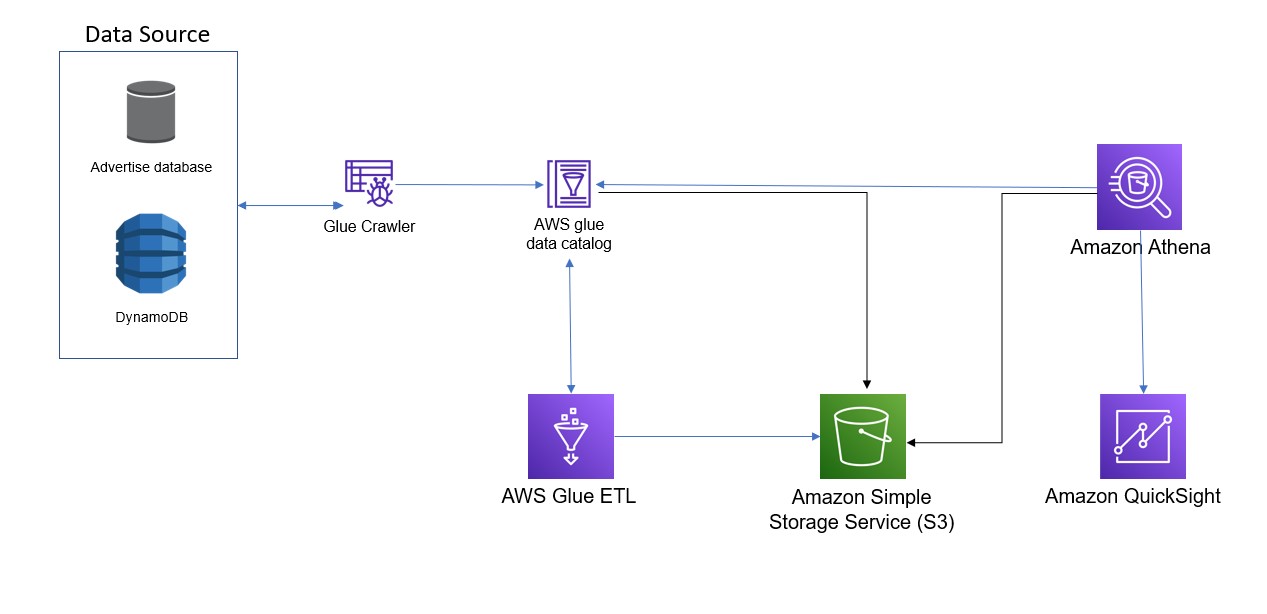 Data Source
Advertise database
DynamoDB
Glue Crawler
AWS glue
data catalog
Amazon Athena
AWS Glue ETL
Amazon Simple
Storage Service (S3)
Amazon QuickSight